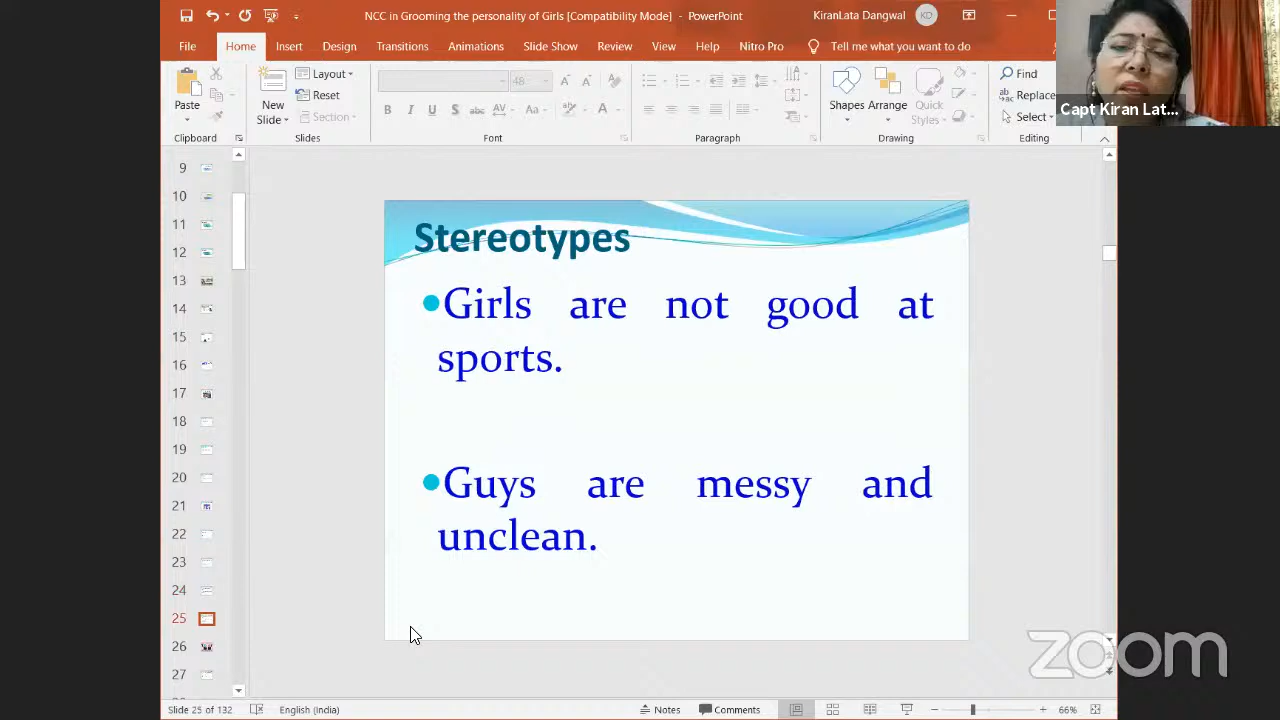 NCC in Grooming the personality of Girls [Compatibility Mode] - PowerPoint
KiranLata Dangwal
KD
File Home Insert Design Transitions Animations Slide Show Review View Help Nitro Pro Tell me what you want to do
Paste
Clipboard
New
Slide
Layout
Reset
Section
Slides
48
B I U S abc AV Aa A
Font
Paragraph
Shapes
Arrange
Quick
Styles
Drawing
Find
Replace
Select
Editing
Capt Kiran Lat...
9
10
11
12
13
14
15
16
17
18
19
20
21
22
23
24
25
26
27
Stereotypes
•Girls are not good at
sports.
•Guys are messy and
unclean.
zoom
Slide 25 of 132
English (India)
Notes
Comments
66%